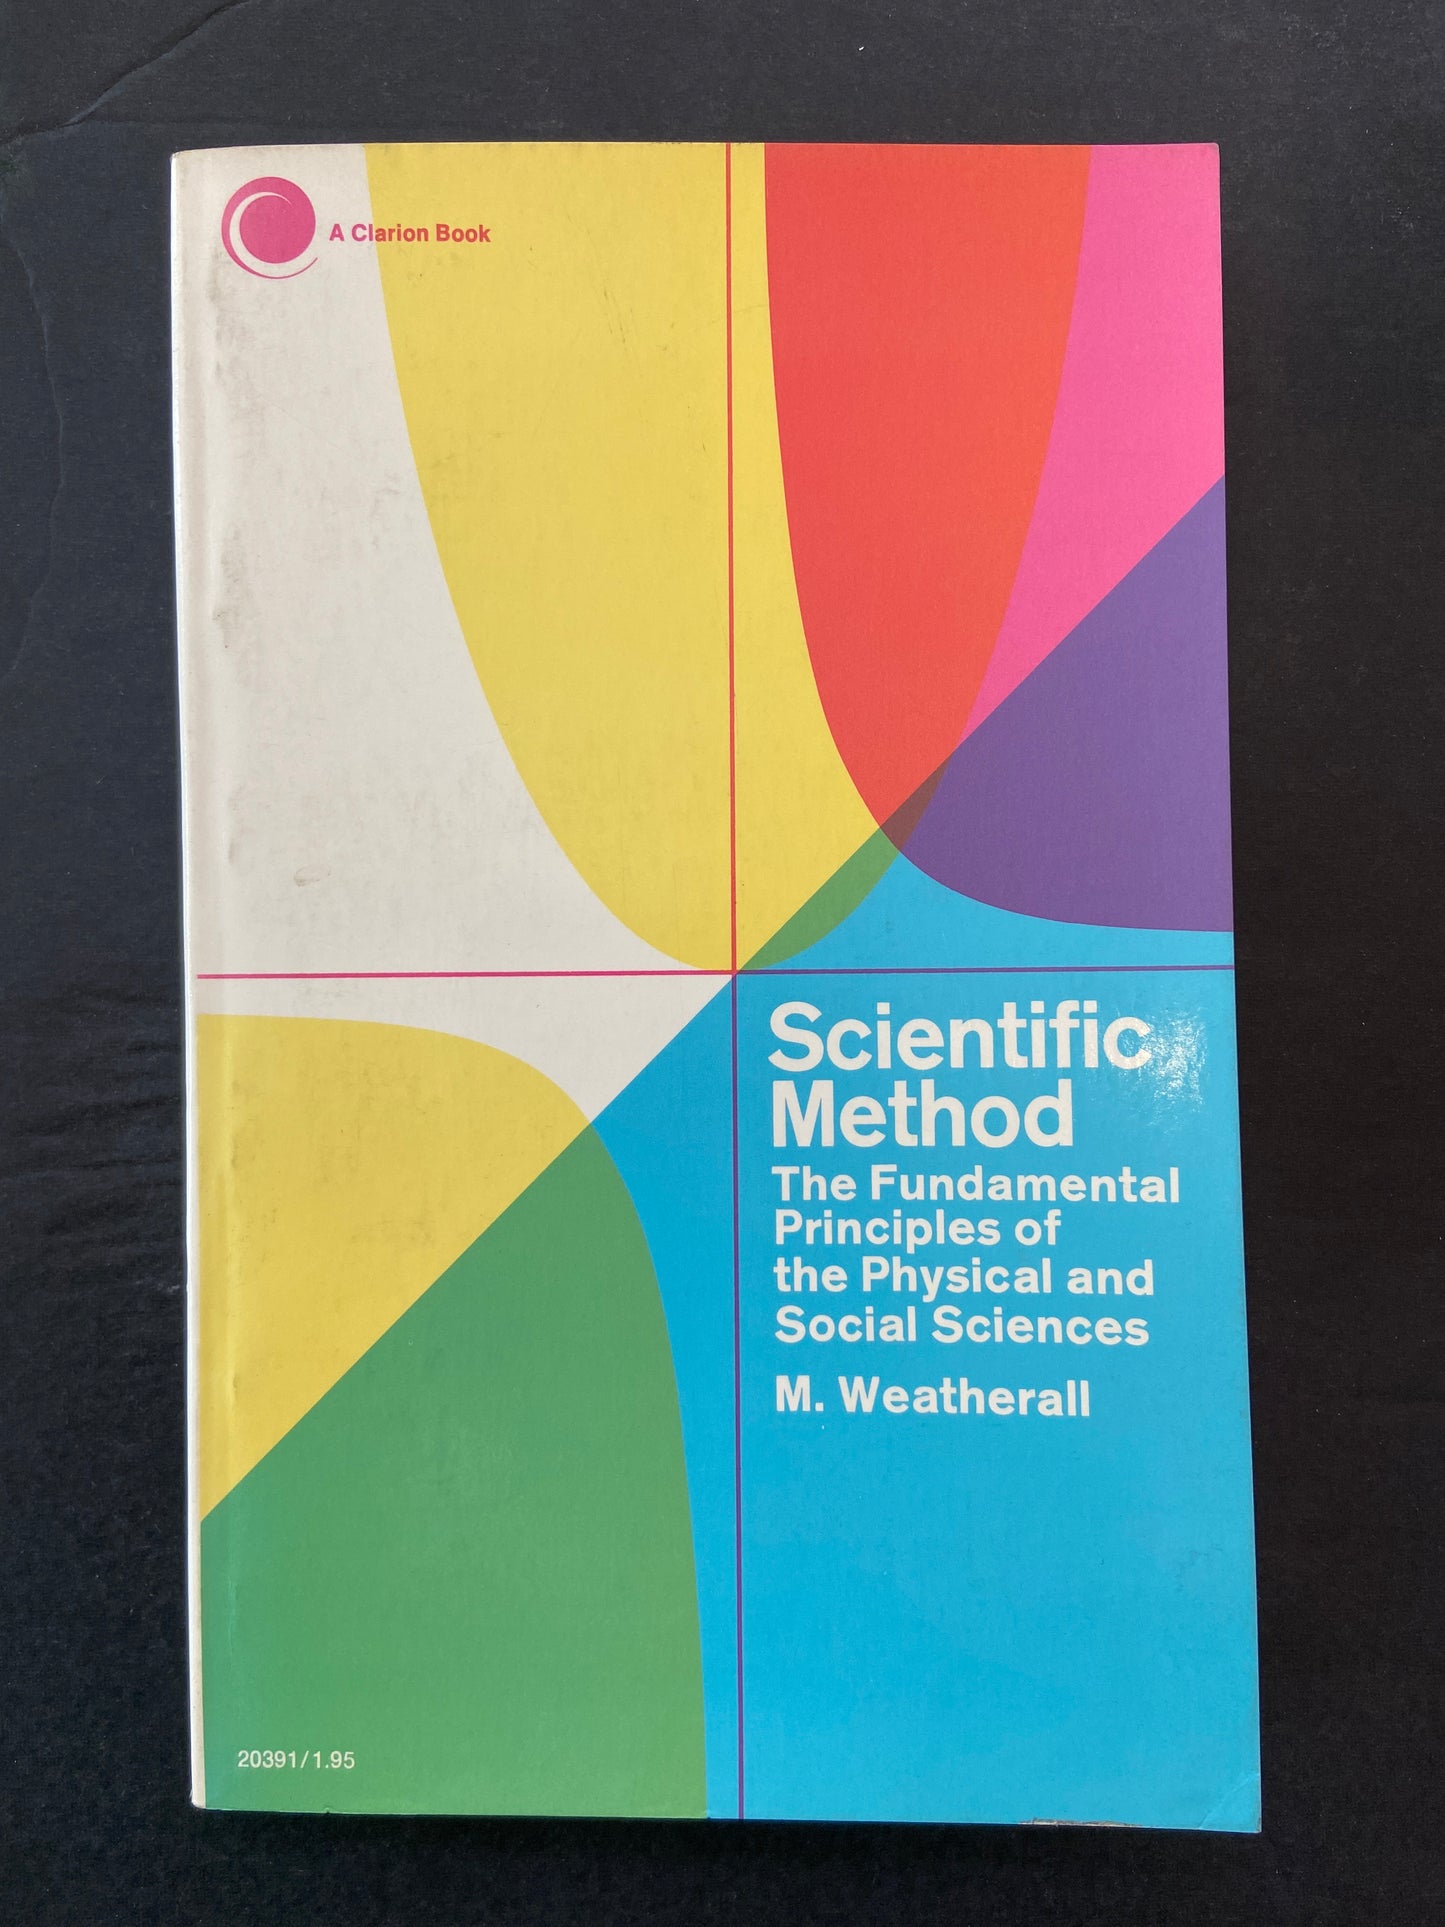 A Clarion Book
Scientific
Method
The Fundamental
Principles of
the Physical and
Social Sciences
M. Weatherall
20391/1.95